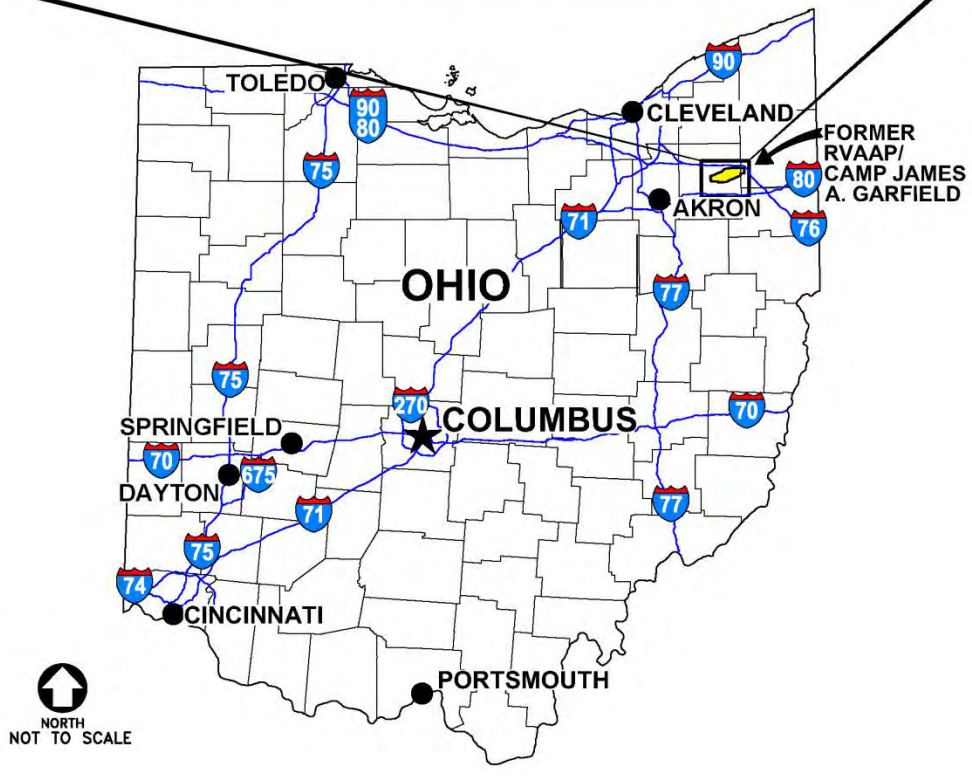 90
TOLEDO
90
80
CLEVELAND
FORMER
RVAAP/
CAMP JAMES
A. GARFIELD
75
80
AKRON
71
76
OHIO
77
75
270
70
COLUMBUS
SPRINGFIELD
70
675
DAYTON
71
77
75
74
CINCINNATI
PORTSMOUTH
NORTH
NOT TO SCALE